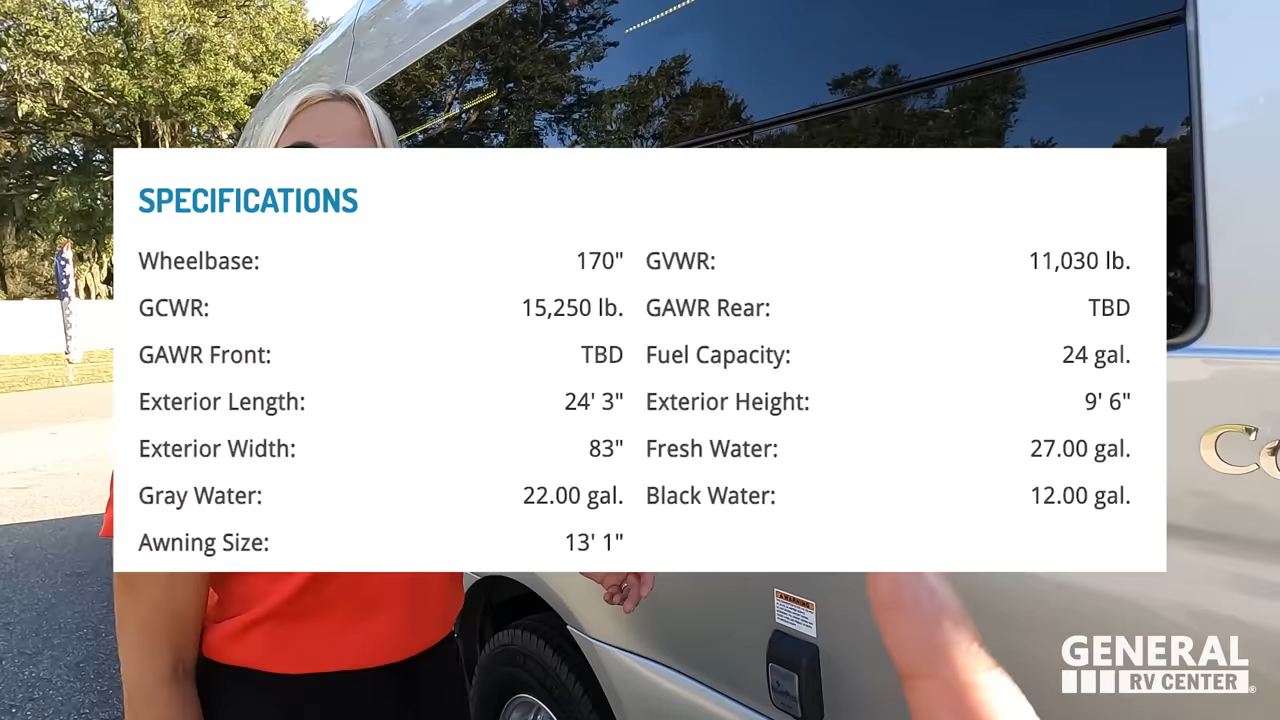 SPECIFICATIONS
Wheelbase: 170" GVWR: 11,030 lb.
GCWR: 15,250 lb. GAWR Rear: TBD
GAWR Front: TBD Fuel Capacity: 24 gal.
Exterior Length: 24' 3" Exterior Height: 9' 6"
Exterior Width: 83" Fresh Water: 27.00 gal.
Gray Water: 22.00 gal. Black Water: 12.00 gal.
Awning Size: 13' 1"
Co
WARNING
GENERAL
RV CENTER®